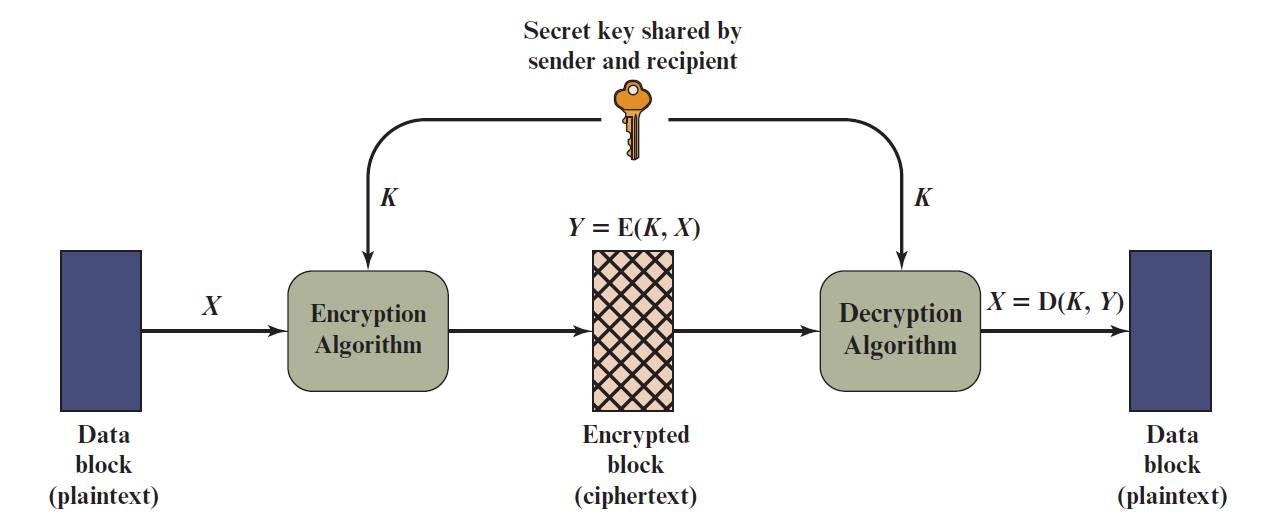 Secret key shared by
sender and recipient
K
K
Y = E(K, X)
X
Encryption
Algorithm
Decryption
Algorithm
X = D(K, Y)
Data
block
(plaintext)
Encrypted
block
(ciphertext)
Data
block
(plaintext)